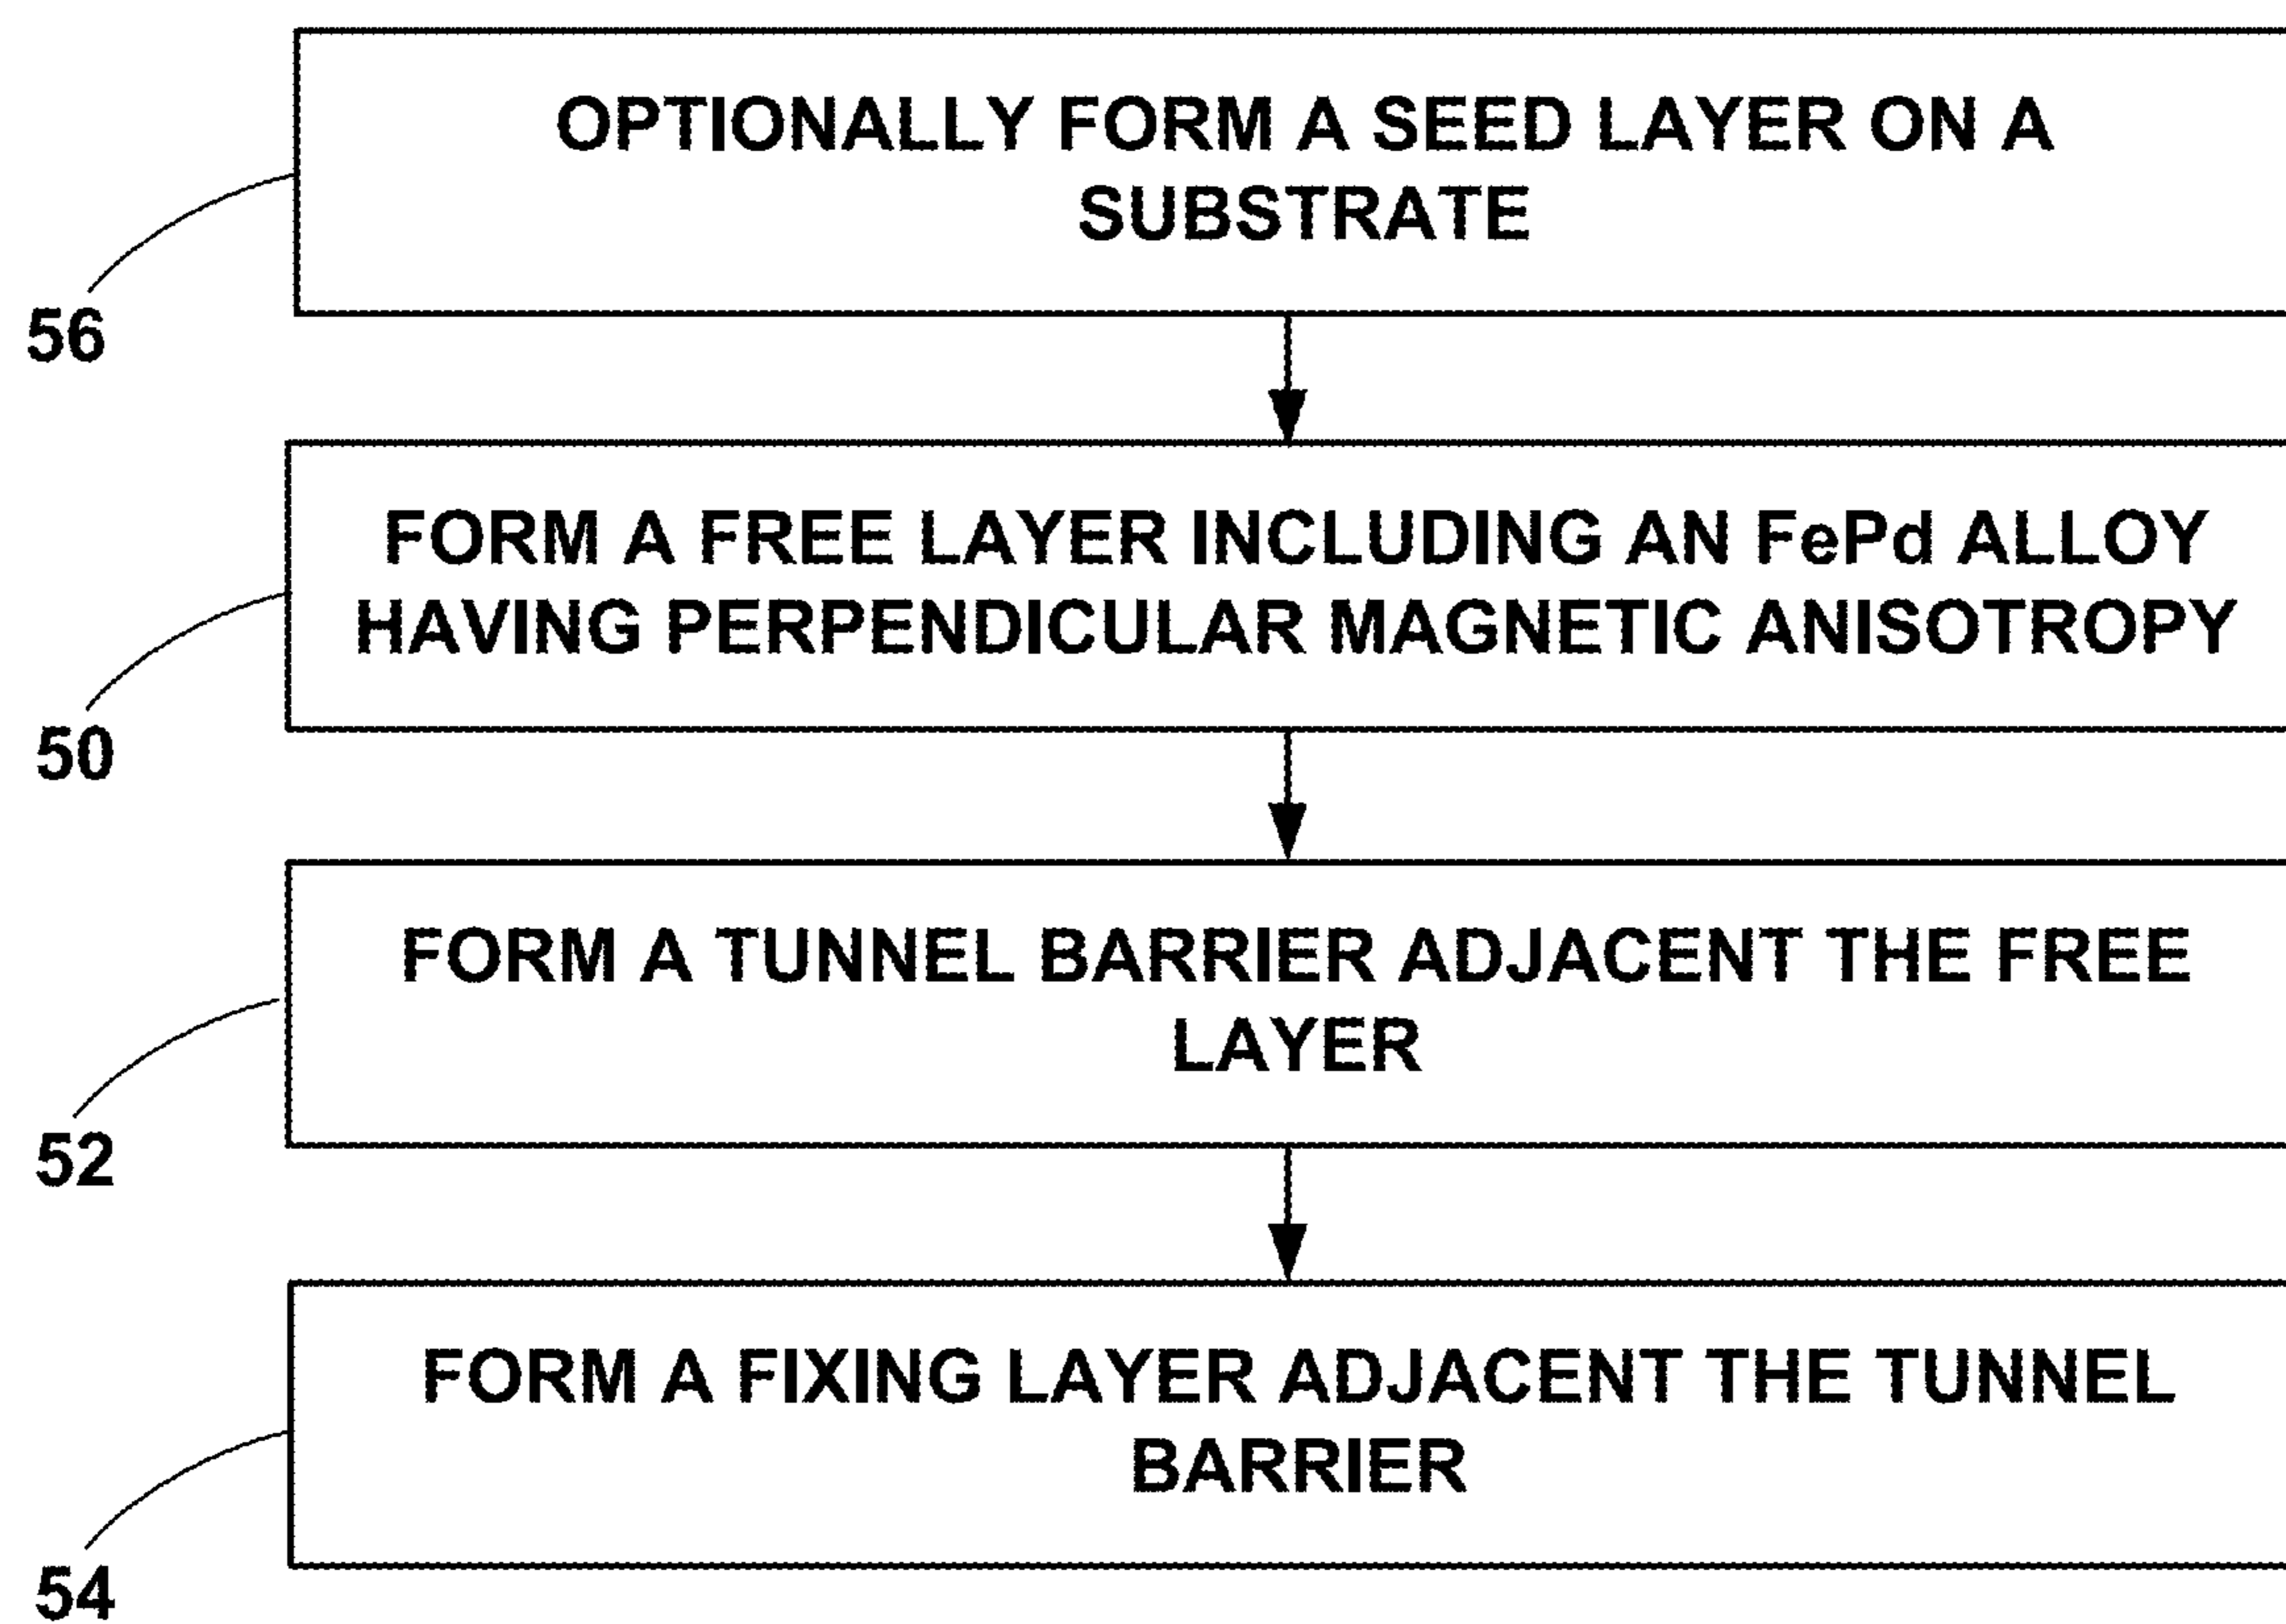 OPTIONALLY FORM A SEED LAYER ON A
SUBSTRATE
56
FORM A FREE LAYER INCLUDING AN FePd ALLOY
HAVING PERPENDICULAR MAGNETIC ANISOTROPY
50
FORM A TUNNEL BARRIER ADJACENT THE FREE
LAYER
52
FORM A FIXING LAYER ADJACENT THE TUNNEL
BARRIER
54